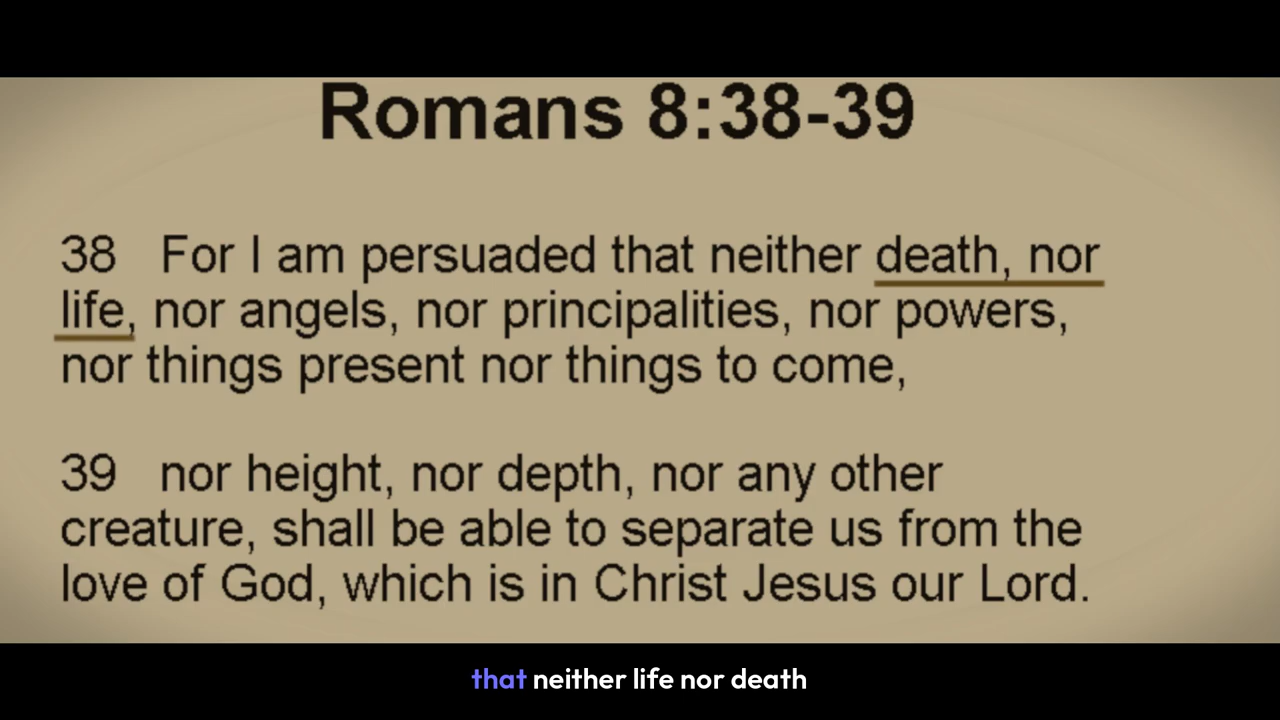 Romans 8:38-39
38 For I am persuaded that neither death, nor
life, nor angels, nor principalities, nor powers,
nor things present nor things to come,
39 nor height, nor depth, nor any other
creature, shall be able to separate us from the
love of God, which is in Christ Jesus our Lord.
that neither life nor death